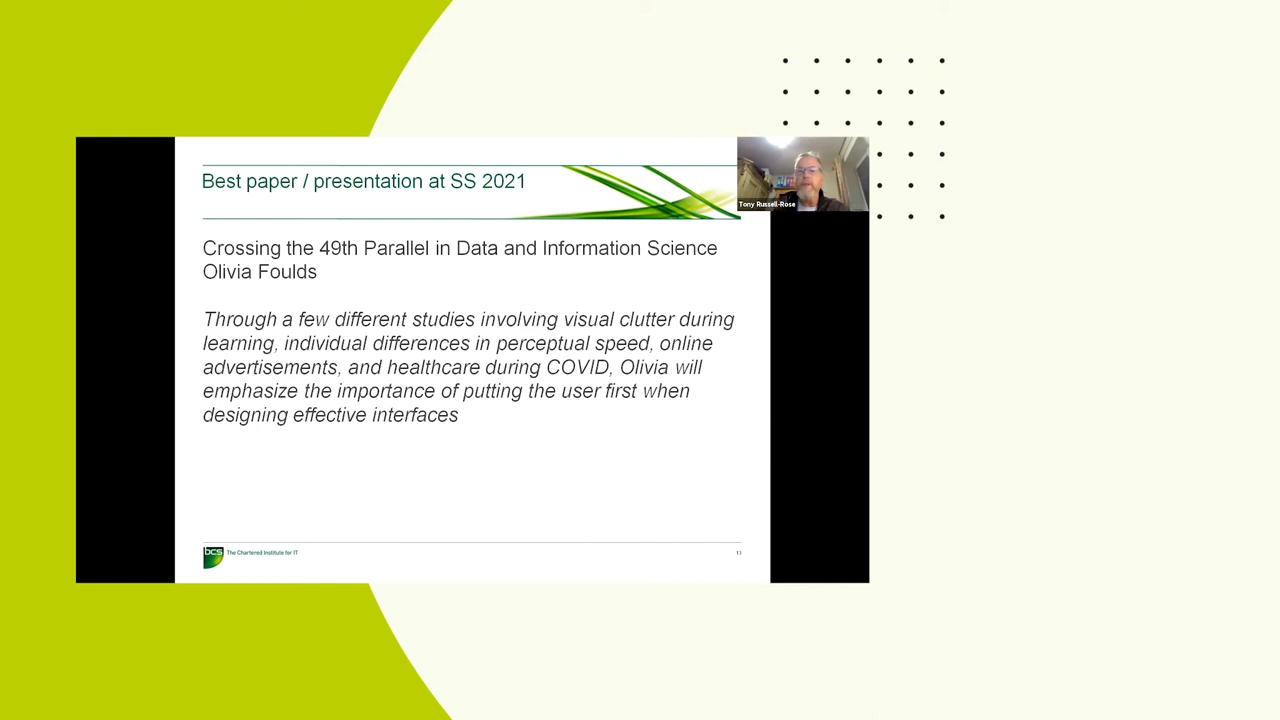 Best paper / presentation at SS 2021
Tony Russell-Rose
Crossing the 49th Parallel in Data and Information Science
Olivia Foulds
Through a few different studies involving visual clutter during
learning, individual differences in perceptual speed, online
advertisements, and healthcare during COVID, Olivia will
emphasize the importance of putting the user first when
designing effective interfaces
bcs
The Chartered Institute for IT
13